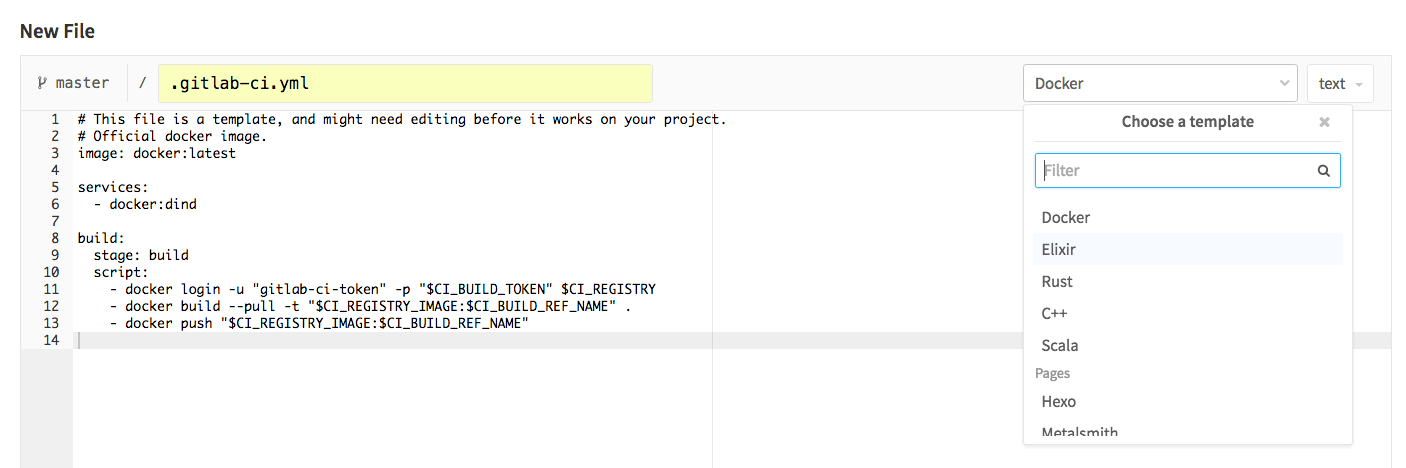 New File
master / .gitlab-ci.yml Docker text
1 # This file is a template, and might need editing before it works on your project.
2 # Official docker image.
3 image: docker:latest
4
5 services:
6   - docker:dind
7
8 build:
9   stage: build
10   script:
11     - docker login -u "gitlab-ci-token" -p "$CI_BUILD_TOKEN" $CI_REGISTRY
12     - docker build --pull -t "$CI_REGISTRY_IMAGE:$CI_BUILD_REF_NAME" .
13     - docker push "$CI_REGISTRY_IMAGE:$CI_BUILD_REF_NAME"
14
Choose a template
Filter
Docker
Elixir
Rust
C++
Scala
Pages
Hexo
Metalsmith